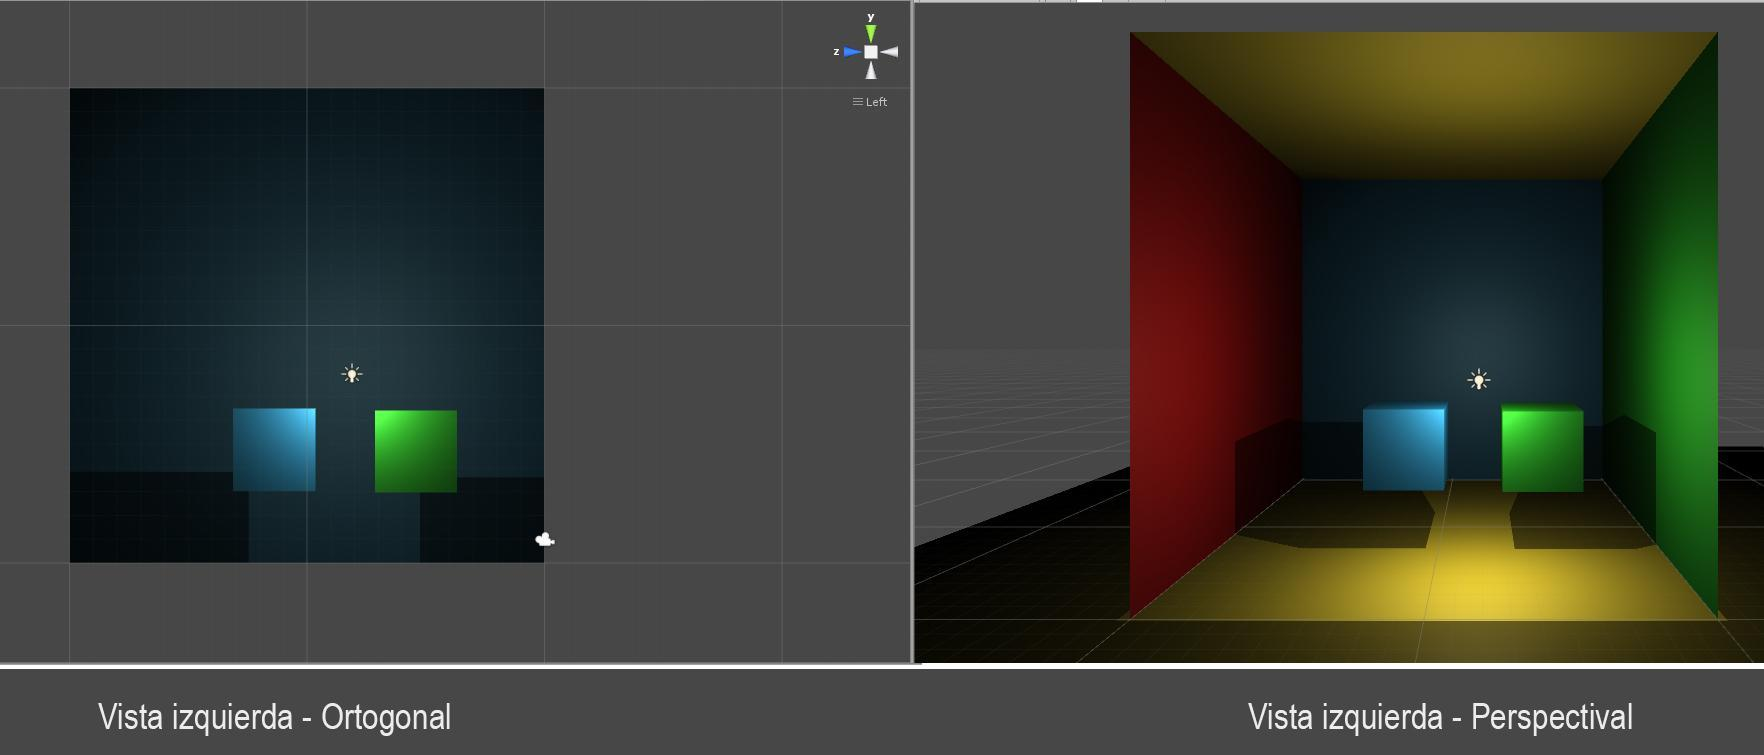 y
z
Left
Vista izquierda - Ortogonal
Vista izquierda - Perspectival